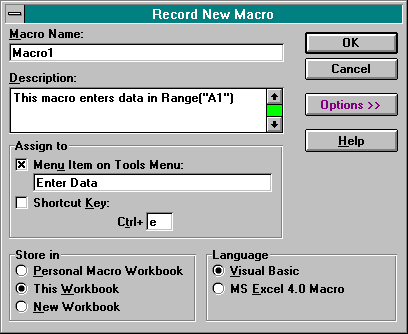 Record New Macro
Macro Name:
Macro1
OK
Cancel
Description:
This macro enters data in Range("A1")
Options >>
Help
Assign to
Menu Item on Tools Menu:
Enter Data
Shortcut Key:
Ctrl+ e
Store in
Personal Macro Workbook
This Workbook
New Workbook
Language
Visual Basic
MS Excel 4.0 Macro